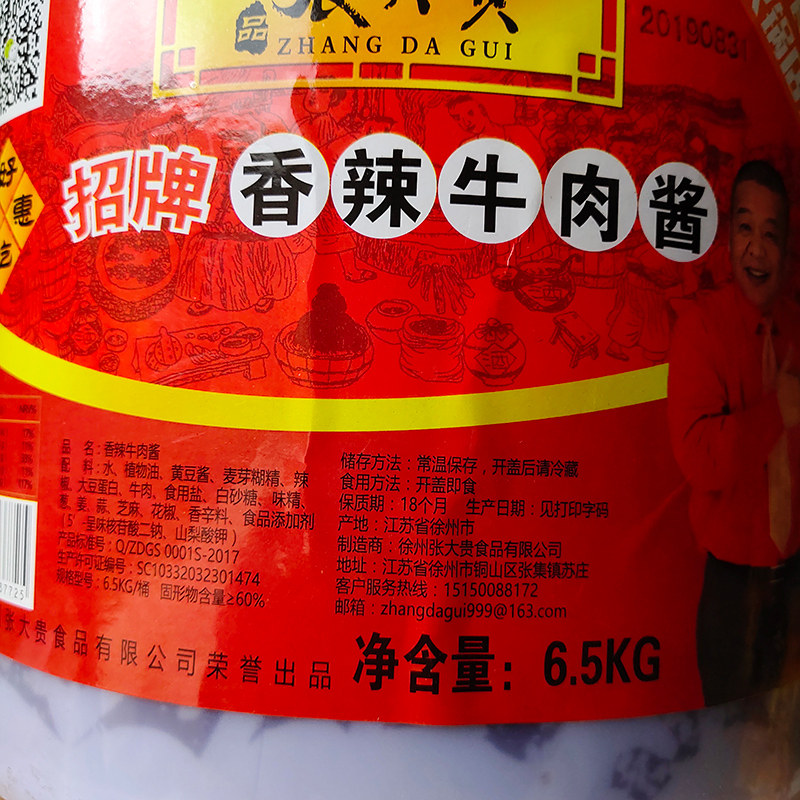 品
ZHANG DA GUI
20190831
好
惠
吃
招牌香辣牛肉酱
品　名：香辣牛肉酱
配　料：水、植物油、黄豆酱、麦芽糊精、辣
椒、大豆蛋白、牛肉、食用盐、白砂糖、味精、
葱、姜、蒜、芝麻、花椒、香辛料、食品添加剂
（5′-呈味核苷酸二钠、山梨酸钾）
产品标准号：Q/ZDGS 0001S-2017
生产许可证编号：SC10332032301474
规格型号：6.5KG/桶　固形物含量≥60%
储存方法：常温保存，开盖后请冷藏
食用方法：开盖即食
保质期：18个月　生产日期：见打印字码
产地：江苏省徐州市
制造商：徐州张大贵食品有限公司
地址：江苏省徐州市铜山区张集镇苏庄
客户服务热线：15150088172
邮箱：zhangdagui999@163.com
张大贵食品有限公司荣誉出品
净含量：6.5KG